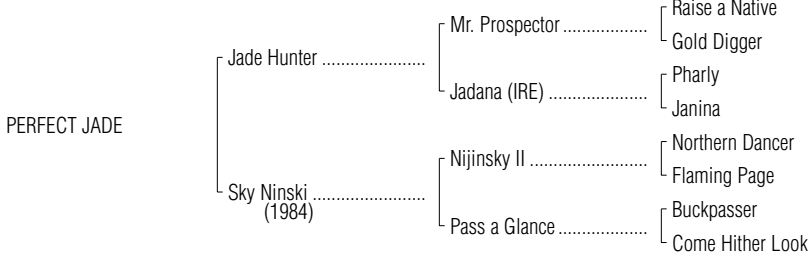 Raise a Native
Mr. Prospector ...................
Gold Digger
Jade Hunter .......................
Pharly
Jadana (IRE) ......................
Janina
PERFECT JADE
Northern Dancer
Nijinsky II ..........................
Flaming Page
Sky Ninski .........................
(1984)
Buckpasser
Pass a Glance ....................
Come Hither Look